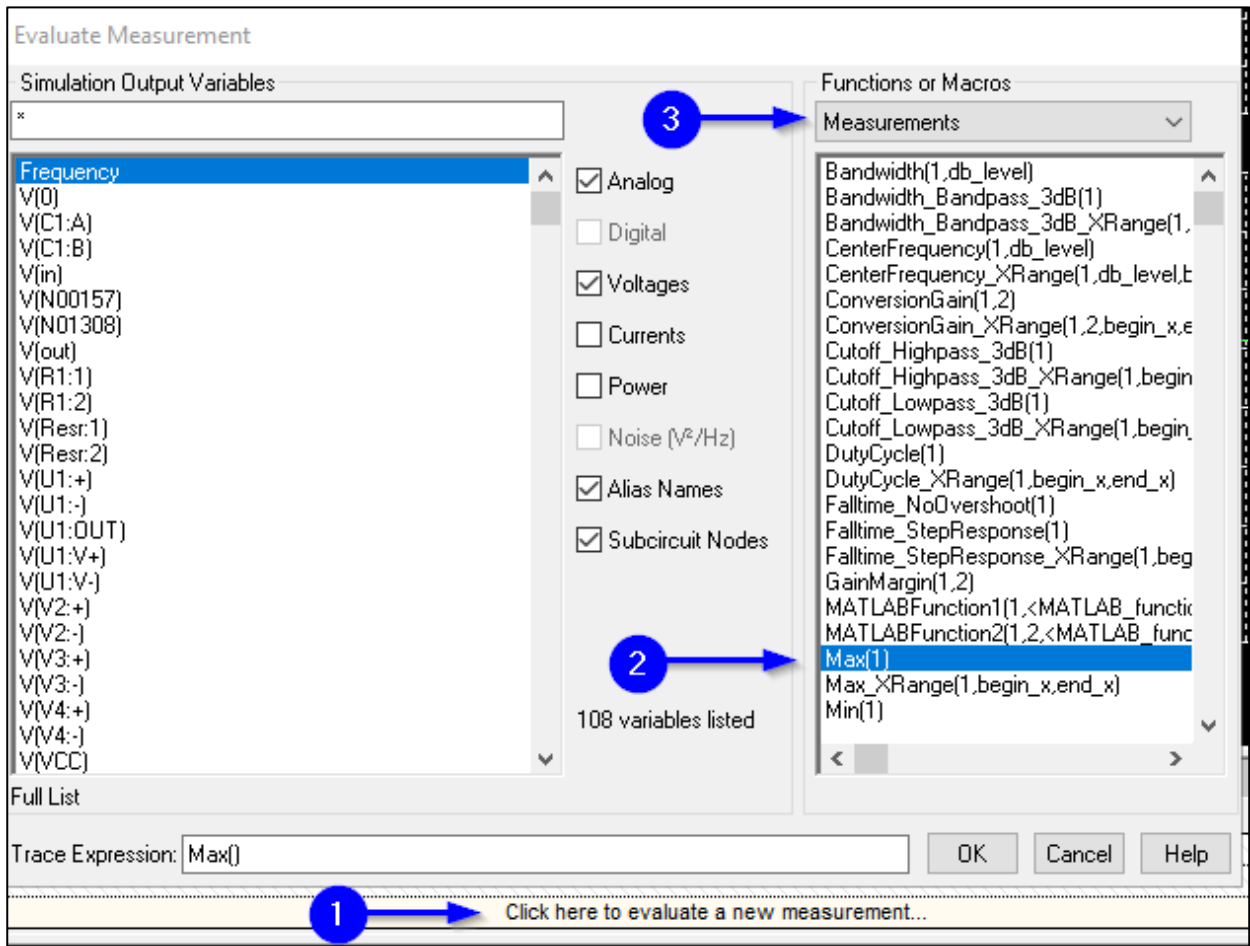 Evaluate Measurement
Simulation Output Variables
*
Frequency
V(0)
V(C1:A)
V(C1:B)
V(in)
V(N00157)
V(N01308)
V(out)
V(R1:1)
V(R1:2)
V(Resr:1)
V(Resr:2)
V(U1:+)
V(U1:-)
V(U1:OUT)
V(U1:V+)
V(U1:V-)
V(V2:+)
V(V2:-)
V(V3:+)
V(V3:-)
V(V4:+)
V(V4:-)
V(VCC)
Full List
Analog
Digital
Voltages
Currents
Power
Noise (V²/Hz)
Alias Names
Subcircuit Nodes
108 variables listed
Functions or Macros
3
Measurements
Bandwidth(1,db_level)
Bandwidth_Bandpass_3dB(1)
Bandwidth_Bandpass_3dB_XRange(1,
CenterFrequency(1,db_level)
CenterFrequency_XRange(1,db_level,b
ConversionGain(1,2)
ConversionGain_XRange(1,2,begin_x,e
Cutoff_Highpass_3dB(1)
Cutoff_Highpass_3dB_XRange(1,begin
Cutoff_Lowpass_3dB(1)
Cutoff_Lowpass_3dB_XRange(1,begin_
DutyCycle(1)
DutyCycle_XRange(1,begin_x,end_x)
Falltime_NoOvershoot(1)
Falltime_StepResponse(1)
Falltime_StepResponse_XRange(1,beg
GainMargin(1,2)
MATLABFunction1(1,<MATLAB_functic
MATLABFunction2(1,2,<MATLAB_func
2
Max(1)
Max_XRange(1,begin_x,end_x)
Min(1)
Trace Expression: Max()
OK
Cancel
Help
1
Click here to evaluate a new measurement...